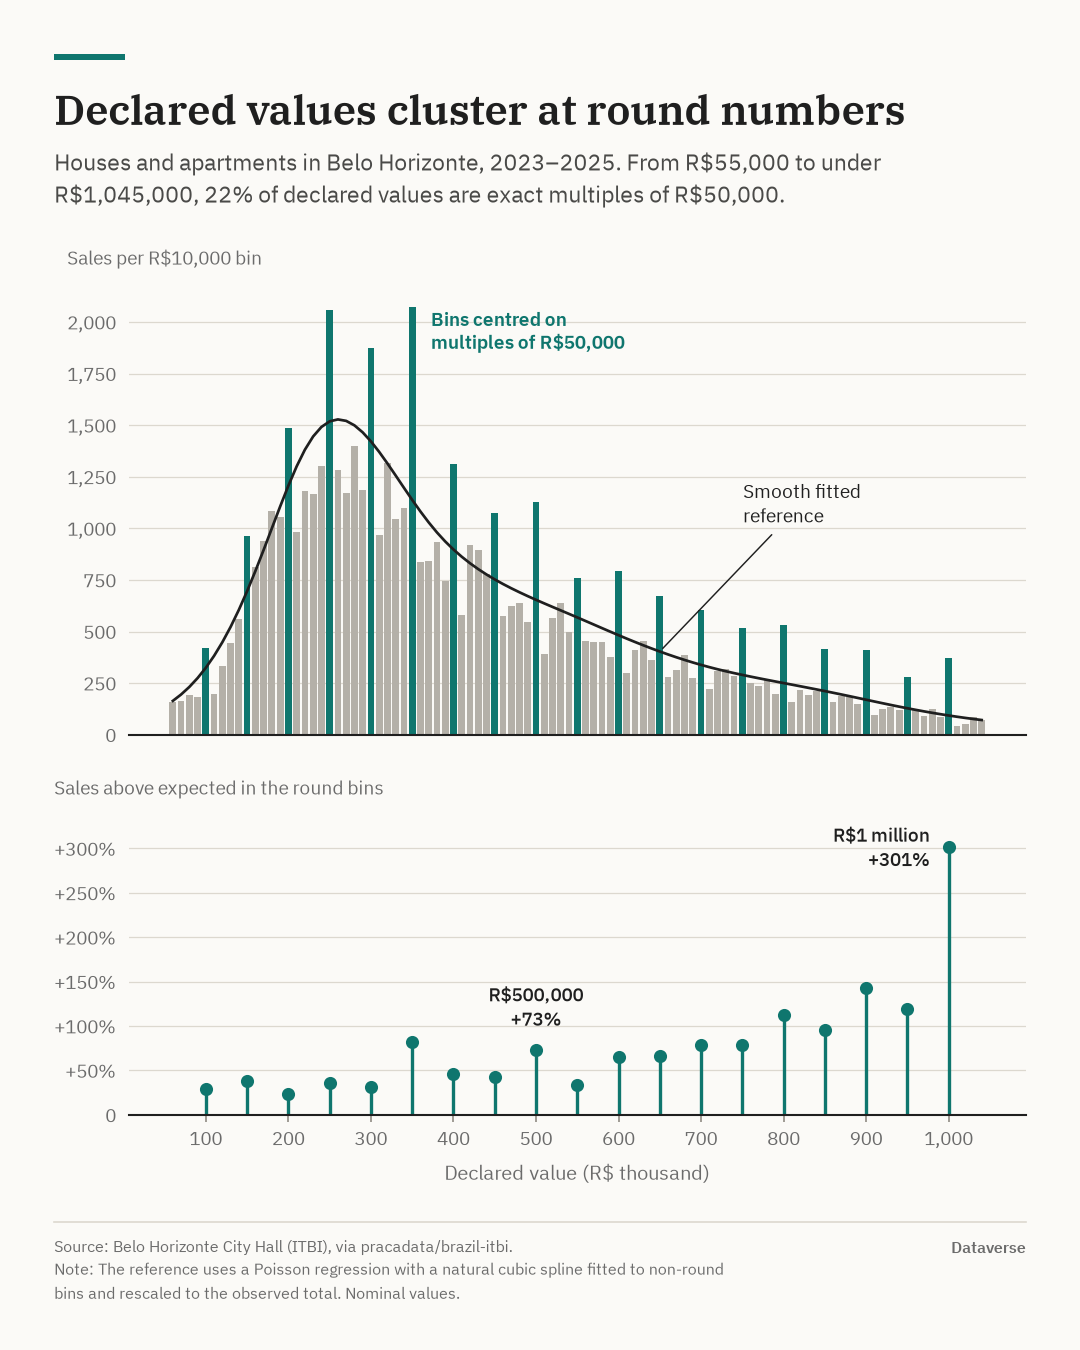 Declared values cluster at round numbers
Houses and apartments in Belo Horizonte, 2023–2025. From R$55,000 to under
R$1,045,000, 22% of declared values are exact multiples of R$50,000.
Sales per R$10,000 bin
2,000
1,750
1,500
1,250
1,000
750
500
250
0
Bins centred on
multiples of R$50,000
Smooth fitted
reference
Sales above expected in the round bins
+300%
+250%
+200%
+150%
+100%
+50%
0
R$1 million
+301%
R$500,000
+73%
100 200 300 400 500 600 700 800 900 1,000
Declared value (R$ thousand)
Source: Belo Horizonte City Hall (ITBI), via pracadata/brazil-itbi.
Dataverse
Note: The reference uses a Poisson regression with a natural cubic spline fitted to non-round
bins and rescaled to the observed total. Nominal values.